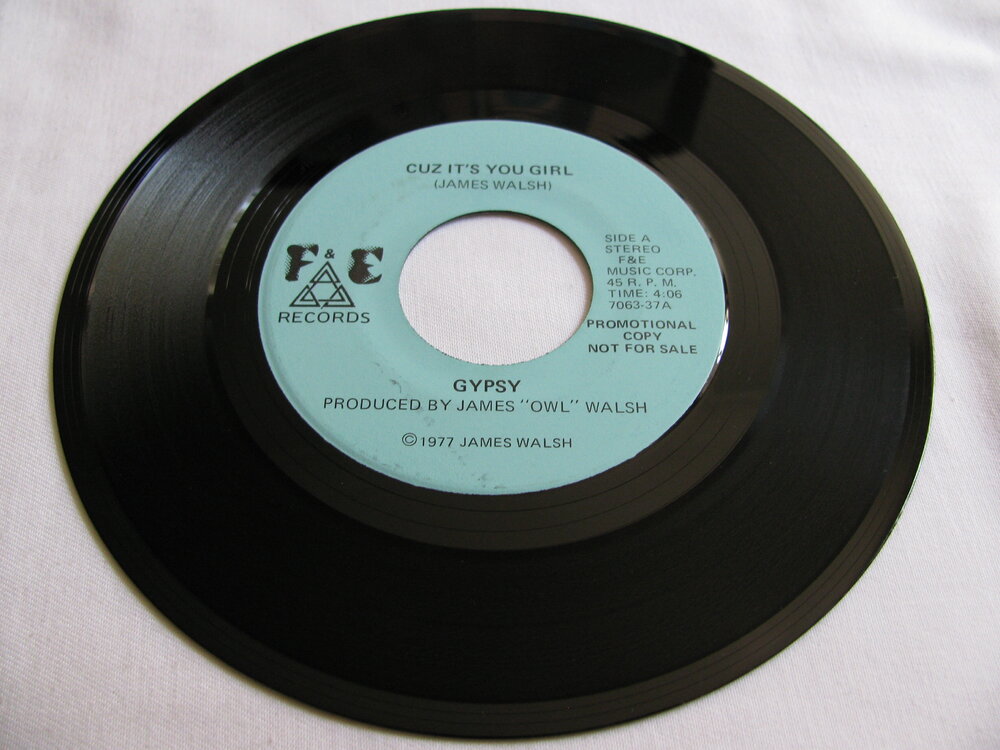 CUZ IT'S YOU GIRL
(JAMES WALSH)
F & E
RECORDS
SIDE A
STEREO
F&E
MUSIC CORP.
45 R. P. M.
TIME: 4:06
7063-37A
PROMOTIONAL
COPY
NOT FOR SALE
GYPSY
PRODUCED BY JAMES "OWL" WALSH
©1977 JAMES WALSH